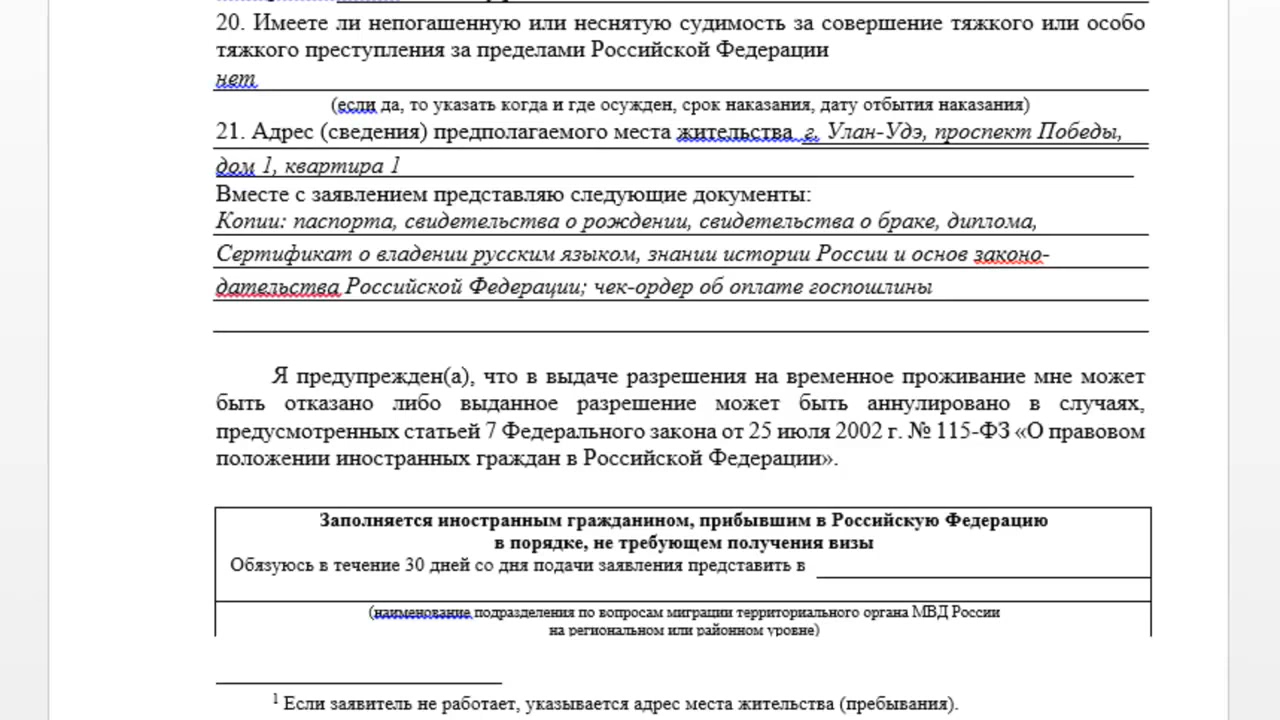 20. Имеете ли непогашенную или неснятую судимость за совершение тяжкого или особо
тяжкого преступления за пределами Российской Федерации
нет
(если да, то указать когда и где осужден, срок наказания, дату отбытия наказания)
21. Адрес (сведения) предполагаемого места жительства г. Улан-Удэ, проспект Победы,
дом 1, квартира 1
Вместе с заявлением представляю следующие документы:
Копии: паспорта, свидетельства о рождении, свидетельства о браке, диплома,
Сертификат о владении русским языком, знании истории России и основ законо-
дательства Российской Федерации; чек-ордер об оплате госпошлины
Я предупрежден(а), что в выдаче разрешения на временное проживание мне может
быть отказано либо выданное разрешение может быть аннулировано в случаях,
предусмотренных статьей 7 Федерального закона от 25 июля 2002 г. № 115-ФЗ «О правовом
положении иностранных граждан в Российской Федерации».
Заполняется иностранным гражданином, прибывшим в Российскую Федерацию
в порядке, не требующем получения визы
Обязуюсь в течение 30 дней со дня подачи заявления представить в
(наименование подразделения по вопросам миграции территориального органа МВД России
на региональном или районном уровне)
1 Если заявитель не работает, указывается адрес места жительства (пребывания).